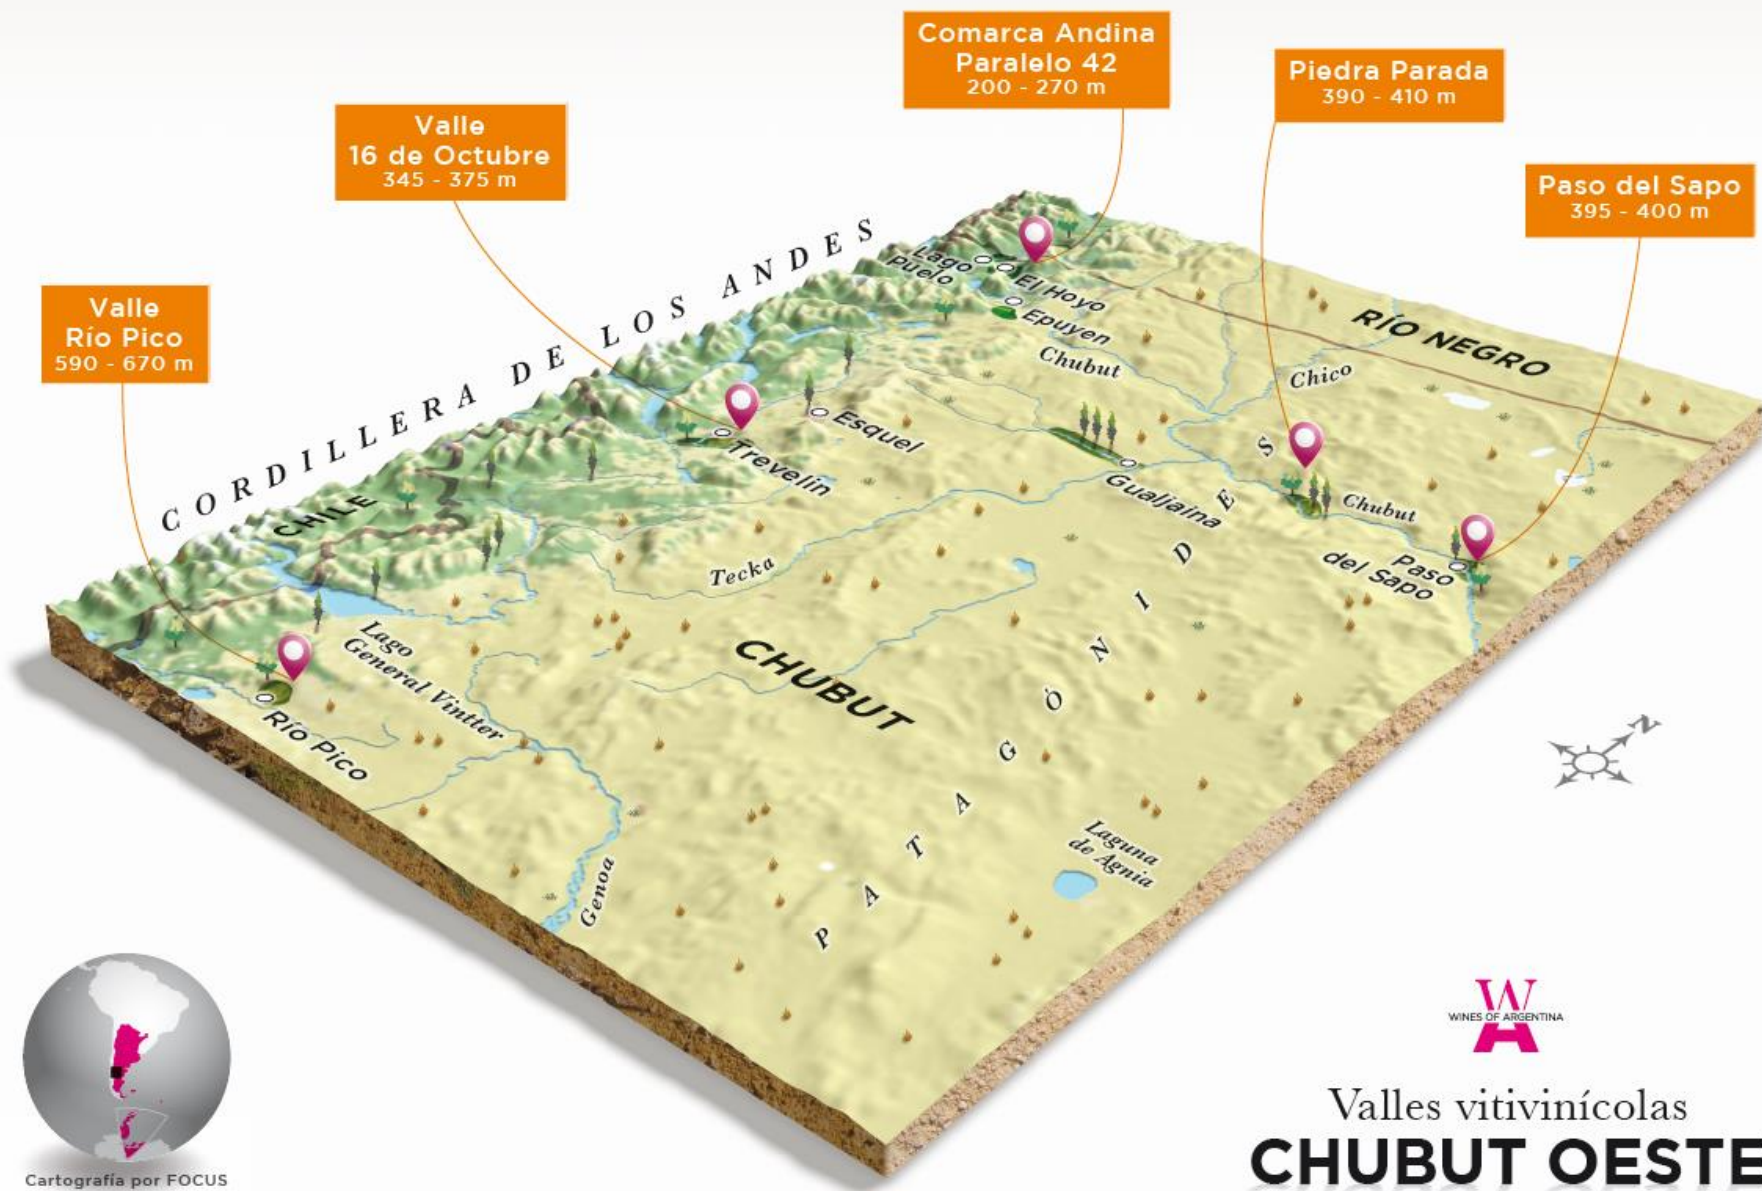 Comarca Andina
Paralelo 42
200 - 270 m
Piedra Parada
390 - 410 m
Valle
16 de Octubre
345 - 375 m
Paso del Sapo
395 - 400 m
Valle
Río Pico
590 - 670 m
CORDILLERA DE LOS ANDES
CHILE
Lago
Puelo
El Hoyo
Epuyen
RÍO NEGRO
Chubut
Chico
Esquel
Trevelin
Gualjaina
Chubut
Paso
del Sapo
Tecka
Lago
General Vintter
Río Pico
CHUBUT
PATAGÓNIDES
Genoa
Laguna
de Agnia
N
W
WINES OF ARGENTINA
A
Valles vitivinícolas
CHUBUT OESTE
Cartografía por FOCUS